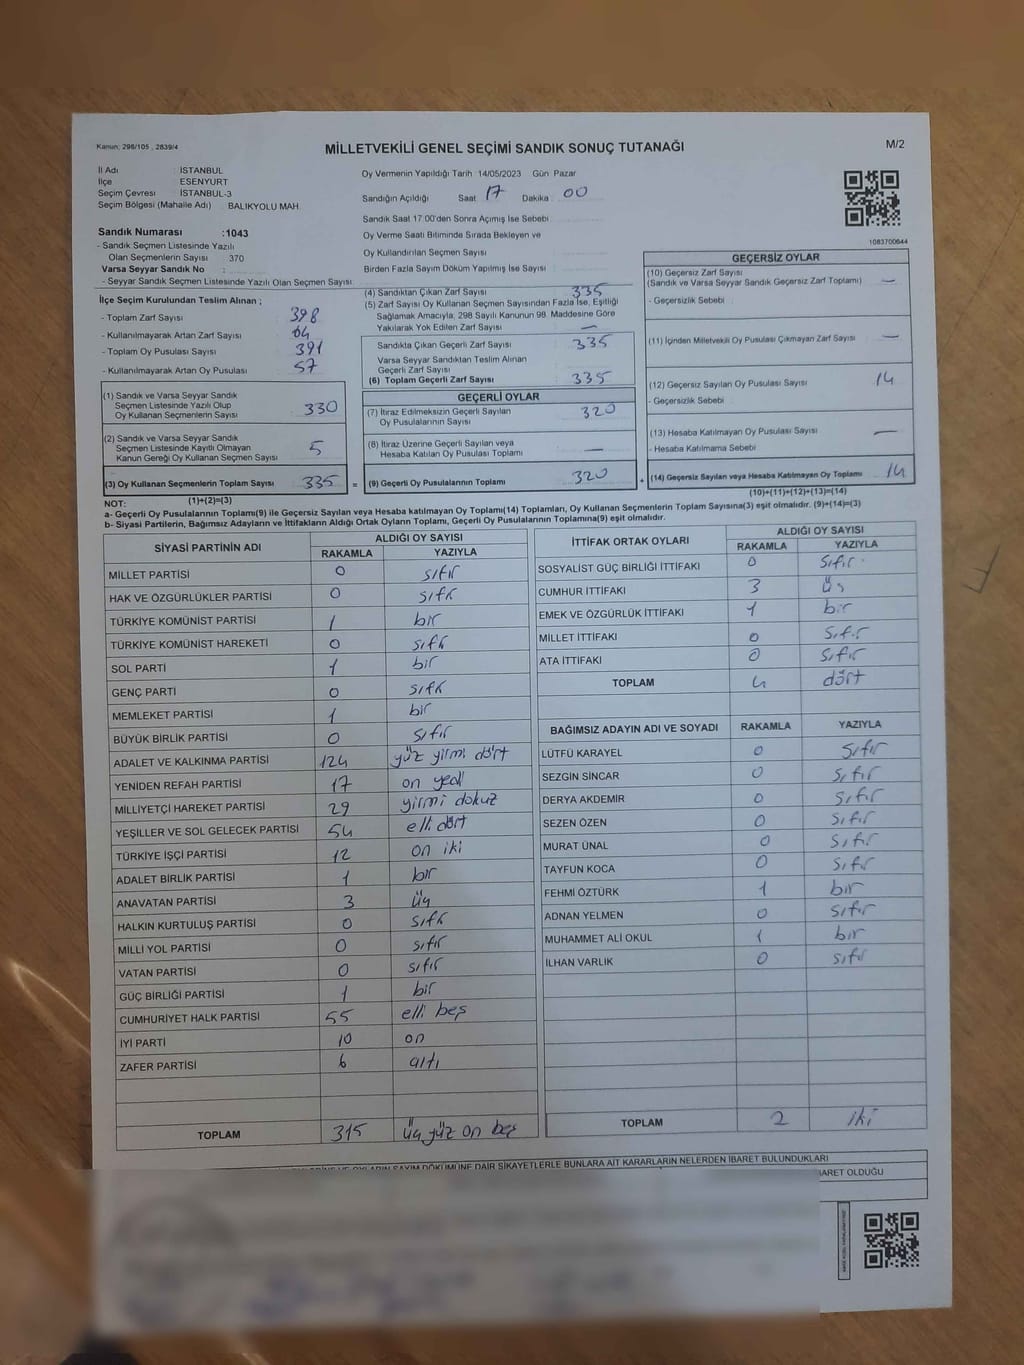 Kanun; 298/105 , 2839/4
MİLLETVEKİLİ GENEL SEÇİMİ SANDIK SONUÇ TUTANAĞI
M/2
İl Adı : İSTANBUL
İlçe : ESENYURT
Seçim Çevresi : İSTANBUL-3
Seçim Bölgesi (Mahalle Adı) BALIKYOLU MAH.
Oy Vermenin Yapıldığı Tarih :14/05/2023 Gün Pazar
Sandığın Açıldığı Saat 17 Dakika : 00
Sandık Saat 17.00'den Sonra Açımış İse Sebebi
Oy Verme Saati Bitiminde Sırada Bekleyen ve
Oy Kullandırılan Seçmen Sayısı
Birden Fazla Sayım Döküm Yapılmış İse Sayısı
1083700644
Sandık Numarası :1043
- Sandık Seçmen Listesinde Yazılı
Olan Seçmenlerin Sayısı 370
Varsa Seyyar Sandık No :
- Seyyar Sandık Seçmen Listesinde Yazılı Olan Seçmen Sayısı
İlçe Seçim Kurulundan Teslim Alınan ;
- Toplam Zarf Sayısı : 398
- Kullanılmayarak Artan Zarf Sayısı : 64
- Toplam Oy Pusulası Sayısı : 391
- Kullanılmayarak Artan Oy Pusulası : 57
(1) Sandık ve Varsa Seyyar Sandık
Seçmen Listesinde Yazılı Olup
Oy Kullanan Seçmenlerin Sayısı : 330
(2) Sandık ve Varsa Seyyar Sandık
Seçmen Listesinde Kayıtlı Olmayan
Kanun Gereği Oy Kullanan Seçmen Sayısı : 5
(3) Oy Kullanan Seçmenlerin Toplam Sayısı : 335 =
(1)+(2)=(3)
(4) Sandıktan Çıkan Zarf Sayısı : 335
(5) Zarf Sayısı Oy Kullanan Seçmen Sayısından Fazla İse, Eşitliği
Sağlamak Amacıyla, 298 Sayılı Kanunun 98. Maddesine Göre
Yakılarak Yok Edilen Zarf Sayısı : —
Sandıkta Çıkan Geçerli Zarf Sayısı : 335
Varsa Seyyar Sandıktan Teslim Alınan
Geçerli Zarf Sayısı
(6) Toplam Geçerli Zarf Sayısı : 335
GEÇERLİ OYLAR
(7) İtiraz Edilmeksizin Geçerli Sayılan
Oy Pusulalarının Sayısı : 320
(8) İtiraz Üzerine Geçerli Sayılan veya
Hesaba Katılan Oy Pusulası Toplamı : —
(9) Geçerli Oy Pusulalarının Toplamı : 320 +
GEÇERSİZ OYLAR
(10) Geçersiz Zarf Sayısı
(Sandık ve Varsa Seyyar Sandık Geçersiz Zarf Toplamı) : —
- Geçersizlik Sebebi :
(11) İçinden Milletvekili Oy Pusulası Çıkmayan Zarf Sayısı : —
(12) Geçersiz Sayılan Oy Pusulası Sayısı : 14
- Geçersizlik Sebebi :
(13) Hesaba Katılmayan Oy Pusulası Sayısı : —
- Hesaba Katılmama Sebebi :
(14) Geçersiz Sayılan veya Hesaba Katılmayan Oy Toplamı : 14
(10)+(11)+(12)+(13)=(14)
NOT:
a- Geçerli Oy Pusulalarının Toplamı(9) ile Geçersiz Sayılan veya Hesaba katılmayan Oy Toplamı(14) Toplamları, Oy Kullanan Seçmenlerin Toplam Sayısına(3) eşit olmalıdır. (9)+(14)=(3)
b- Siyasi Partilerin, Bağımsız Adayların ve İttifakların Aldığı Ortak Oyların Toplamı, Geçerli Oy Pusulalarının Toplamına(9) eşit olmalıdır.
SİYASİ PARTİNİN ADI ALDIĞI OY SAYISI
RAKAMLA YAZIYLA
MİLLET PARTİSİ 0 sıfır
HAK VE ÖZGÜRLÜKLER PARTİSİ 0 sıfır
TÜRKİYE KOMÜNİST PARTİSİ 1 bir
TÜRKİYE KOMÜNİST HAREKETİ 0 sıfır
SOL PARTİ 1 bir
GENÇ PARTİ 0 sıfır
MEMLEKET PARTİSİ 1 bir
BÜYÜK BİRLİK PARTİSİ 0 sıfır
ADALET VE KALKINMA PARTİSİ 124 yüz yirmi dört
YENİDEN REFAH PARTİSİ 17 on yedi
MİLLİYETÇİ HAREKET PARTİSİ 29 yirmi dokuz
YEŞİLLER VE SOL GELECEK PARTİSİ 54 elli dört
TÜRKİYE İŞÇİ PARTİSİ 12 on iki
ADALET BİRLİK PARTİSİ 1 bir
ANAVATAN PARTİSİ 3 üç
HALKIN KURTULUŞ PARTİSİ 0 sıfır
MİLLİ YOL PARTİSİ 0 sıfır
VATAN PARTİSİ 0 sıfır
GÜÇ BİRLİĞİ PARTİSİ 1 bir
CUMHURİYET HALK PARTİSİ 55 elli beş
İYİ PARTİ 10 on
ZAFER PARTİSİ 6 altı
TOPLAM 315 üç yüz on beş
İTTİFAK ORTAK OYLARI ALDIĞI OY SAYISI
RAKAMLA YAZIYLA
SOSYALİST GÜÇ BİRLİĞİ İTTİFAKI 0 sıfır
CUMHUR İTTİFAKI 3 üç
EMEK VE ÖZGÜRLÜK İTTİFAKI 1 bir
MİLLET İTTİFAKI 0 sıfır
ATA İTTİFAKI 0 sıfır
TOPLAM 4 dört
BAĞIMSIZ ADAYIN ADI VE SOYADI RAKAMLA YAZIYLA
LÜTFÜ KARAYEL 0 sıfır
SEZGİN SİNCAR 0 sıfır
DERYA AKDEMİR 0 sıfır
SEZEN ÖZEN 0 sıfır
MURAT ÜNAL 0 sıfır
TAYFUN KOCA 0 sıfır
FEHMİ ÖZTÜRK 1 bir
ADNAN YELMEN 0 sıfır
MUHAMMET ALİ OKUL 1 bir
İLHAN VARLIK 0 sıfır
TOPLAM 2 iki
SAYIM DÖKÜMÜNE DAİR ŞİKAYETLERLE BUNLARA AİT KARARLARIN NELERDEN İBARET BULUNDUKLARI
BARET OLDUĞU